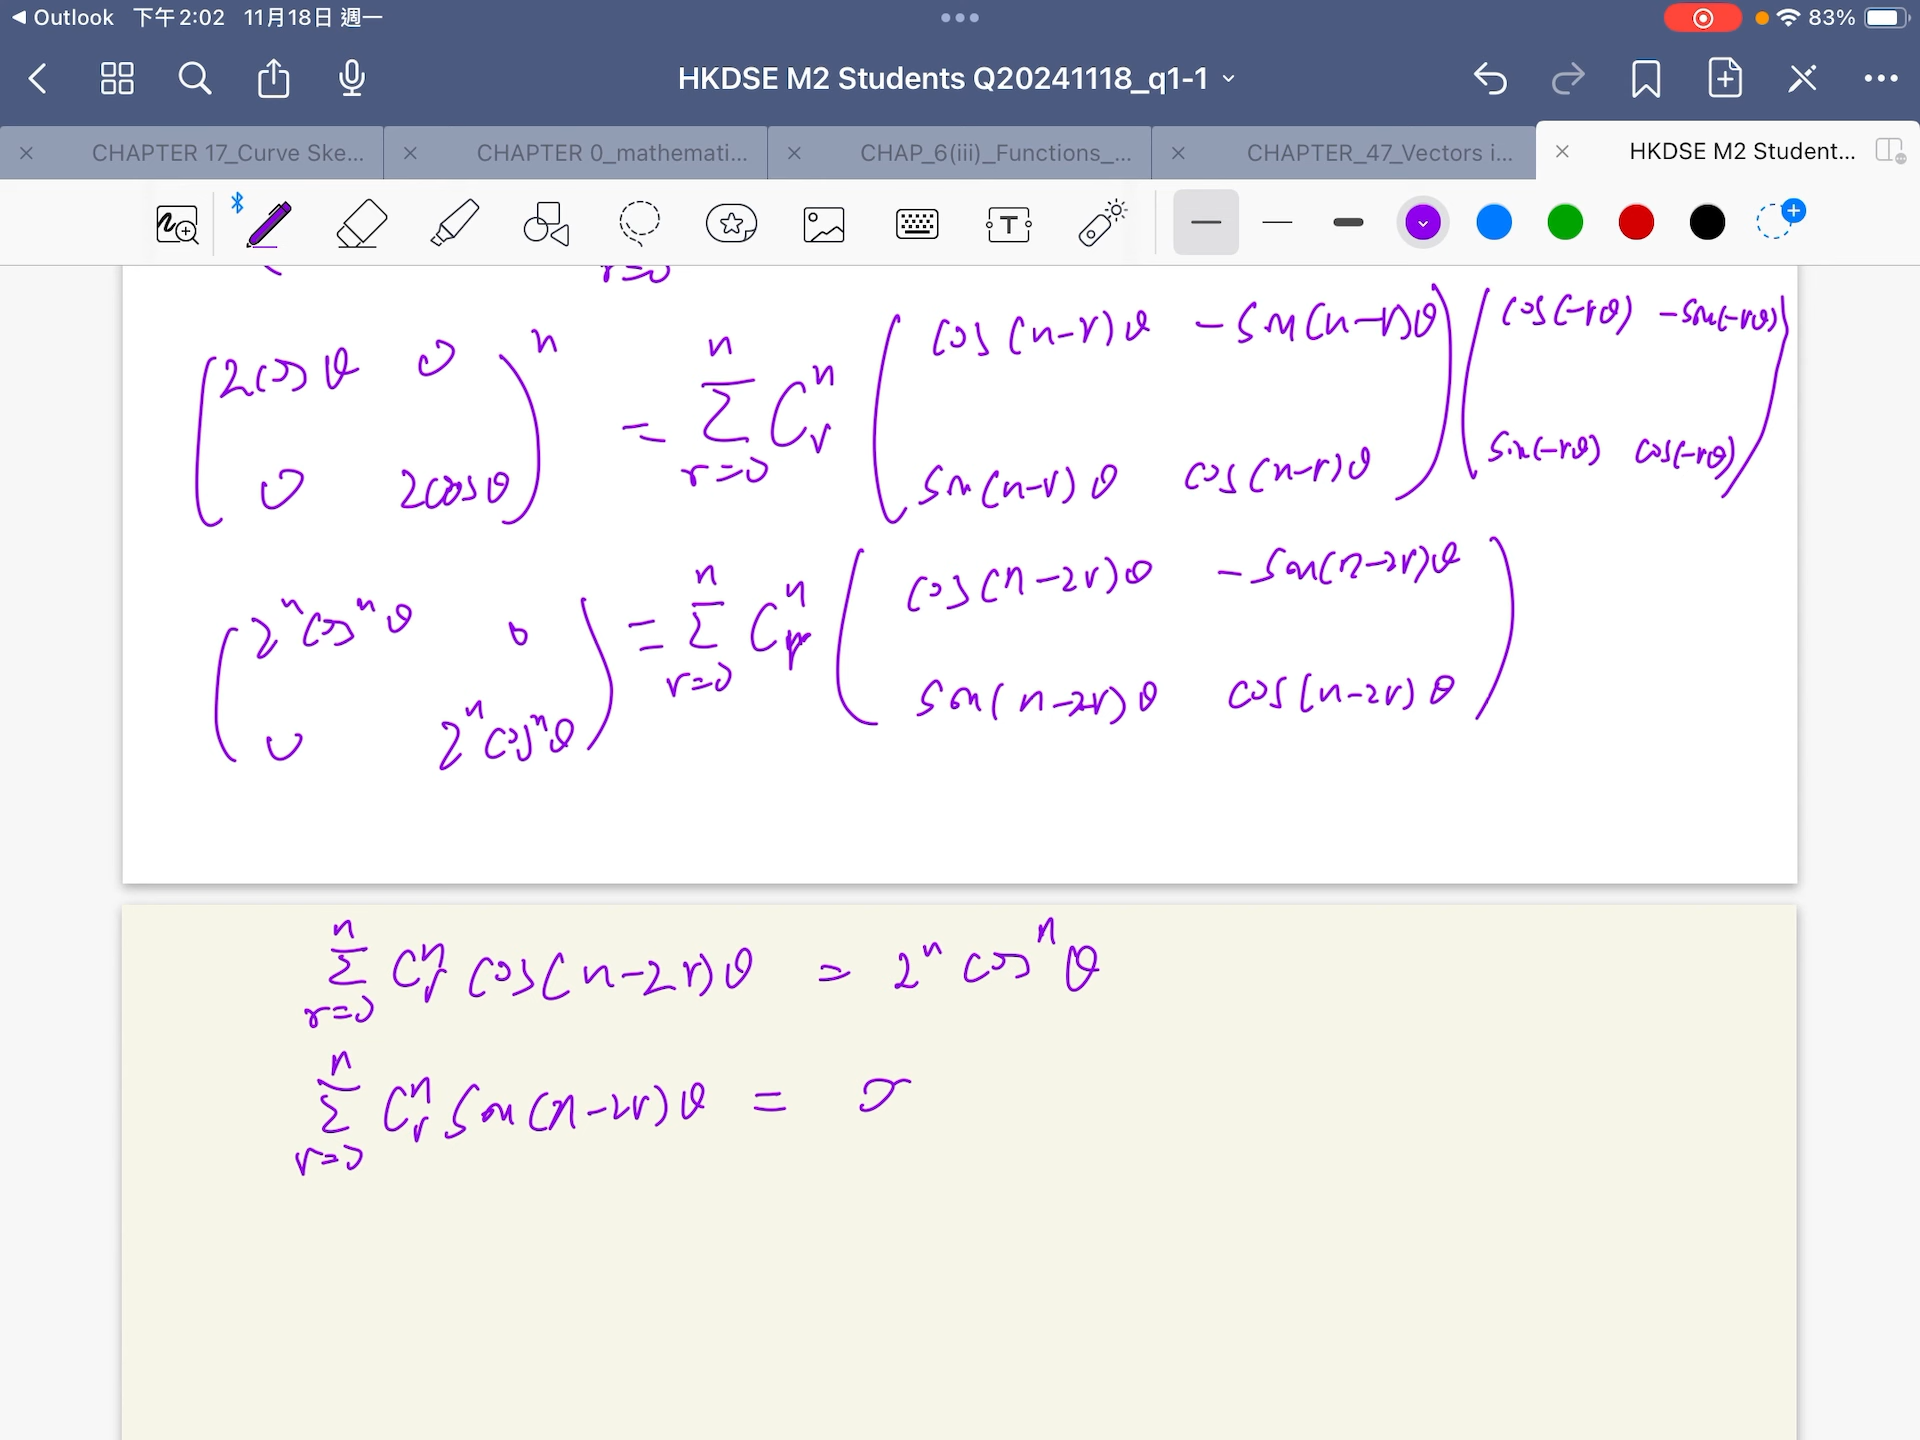 ◀ Outlook 下午2:02 11月18日 週一 83%
HKDSE M2 Students Q20241118_q1-1
CHAPTER 17_Curve Ske... CHAPTER 0_mathemati... CHAP_6(iii)_Functions_... CHAPTER_47_Vectors i... HKDSE M2 Student...
r=0
(2cosθ 0 0 2cosθ)^n = Σ_{r=0}^{n} C_r^n (cos(n-r)θ -sin(n-r)θ sin(n-r)θ cos(n-r)θ) (cos(-rθ) -sin(-rθ) sin(-rθ) cos(-rθ))
(2^n cos^n θ 0 0 2^n cos^n θ) = Σ_{r=0}^{n} C_r^n (cos(n-2r)θ -sin(n-2r)θ sin(n-2r)θ cos(n-2r)θ)
Σ_{r=0}^{n} C_r^n cos(n-2r)θ = 2^n cos^n θ
Σ_{r=0}^{n} C_r^n sin(n-2r)θ = 0